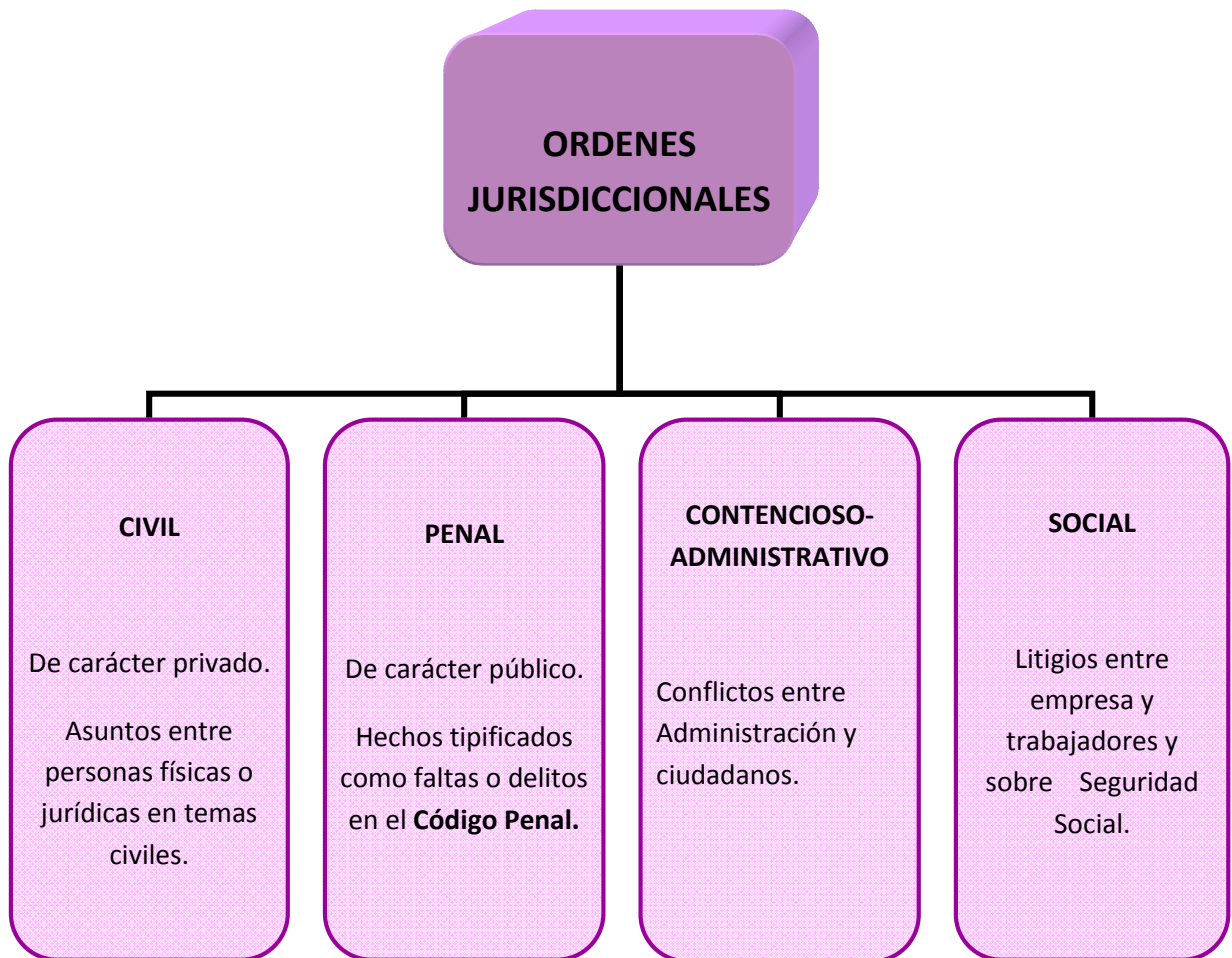 ORDENES
JURISDICCIONALES
CIVIL
De carácter privado.
Asuntos entre
personas físicas o
jurídicas en temas
civiles.
PENAL
De carácter público.
Hechos tipificados
como faltas o delitos
en el Código Penal.
CONTENCIOSO-
ADMINISTRATIVO
Conflictos entre
Administración y
ciudadanos.
SOCIAL
Litigios entre
empresa y
trabajadores y
sobre Seguridad
Social.